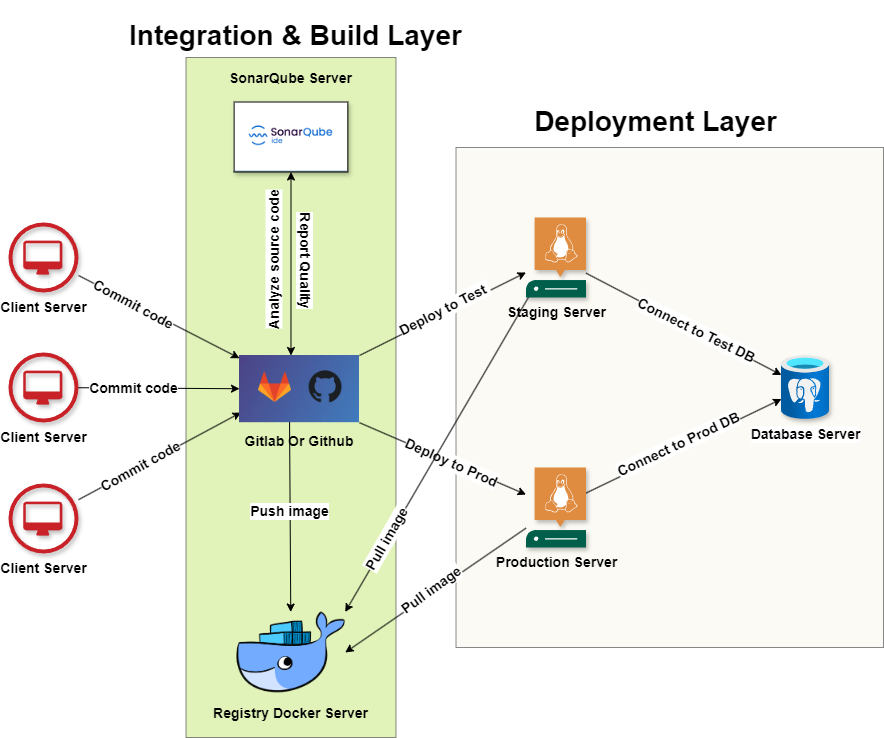 Integration & Build Layer
SonarQube Server
SonarQube
ide
Deployment Layer
Analyze source code
Report Quality
Client Server
Commit code
Deploy to Test
Staging Server
Connect to Test DB
Client Server
Commit code
Gitlab Or Github
Database Server
Commit code
Deploy to Prod
Connect to Prod DB
Client Server
Push image
Pull image
Production Server
Pull image
Registry Docker Server